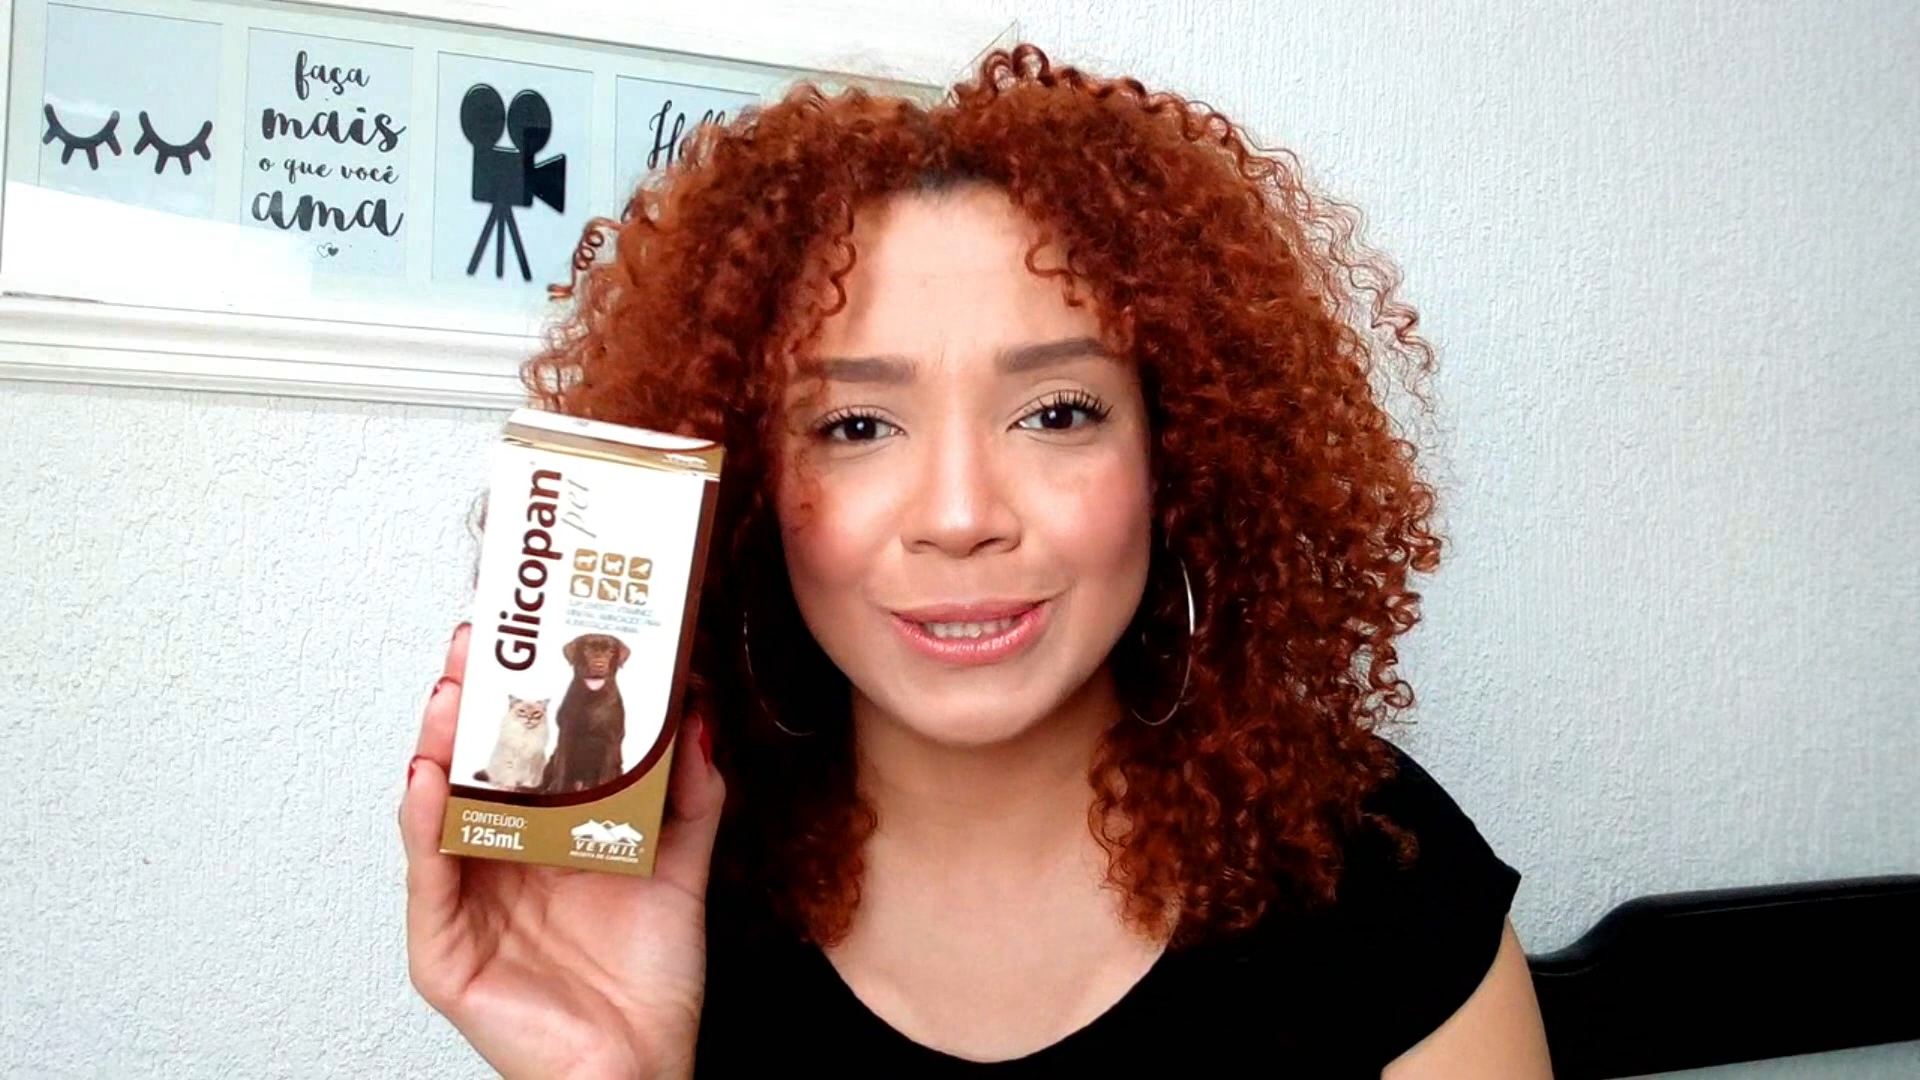 faça
mais
o que você
ama
Glicopan
pet
CONTEÚDO:
125mL
VETNIL